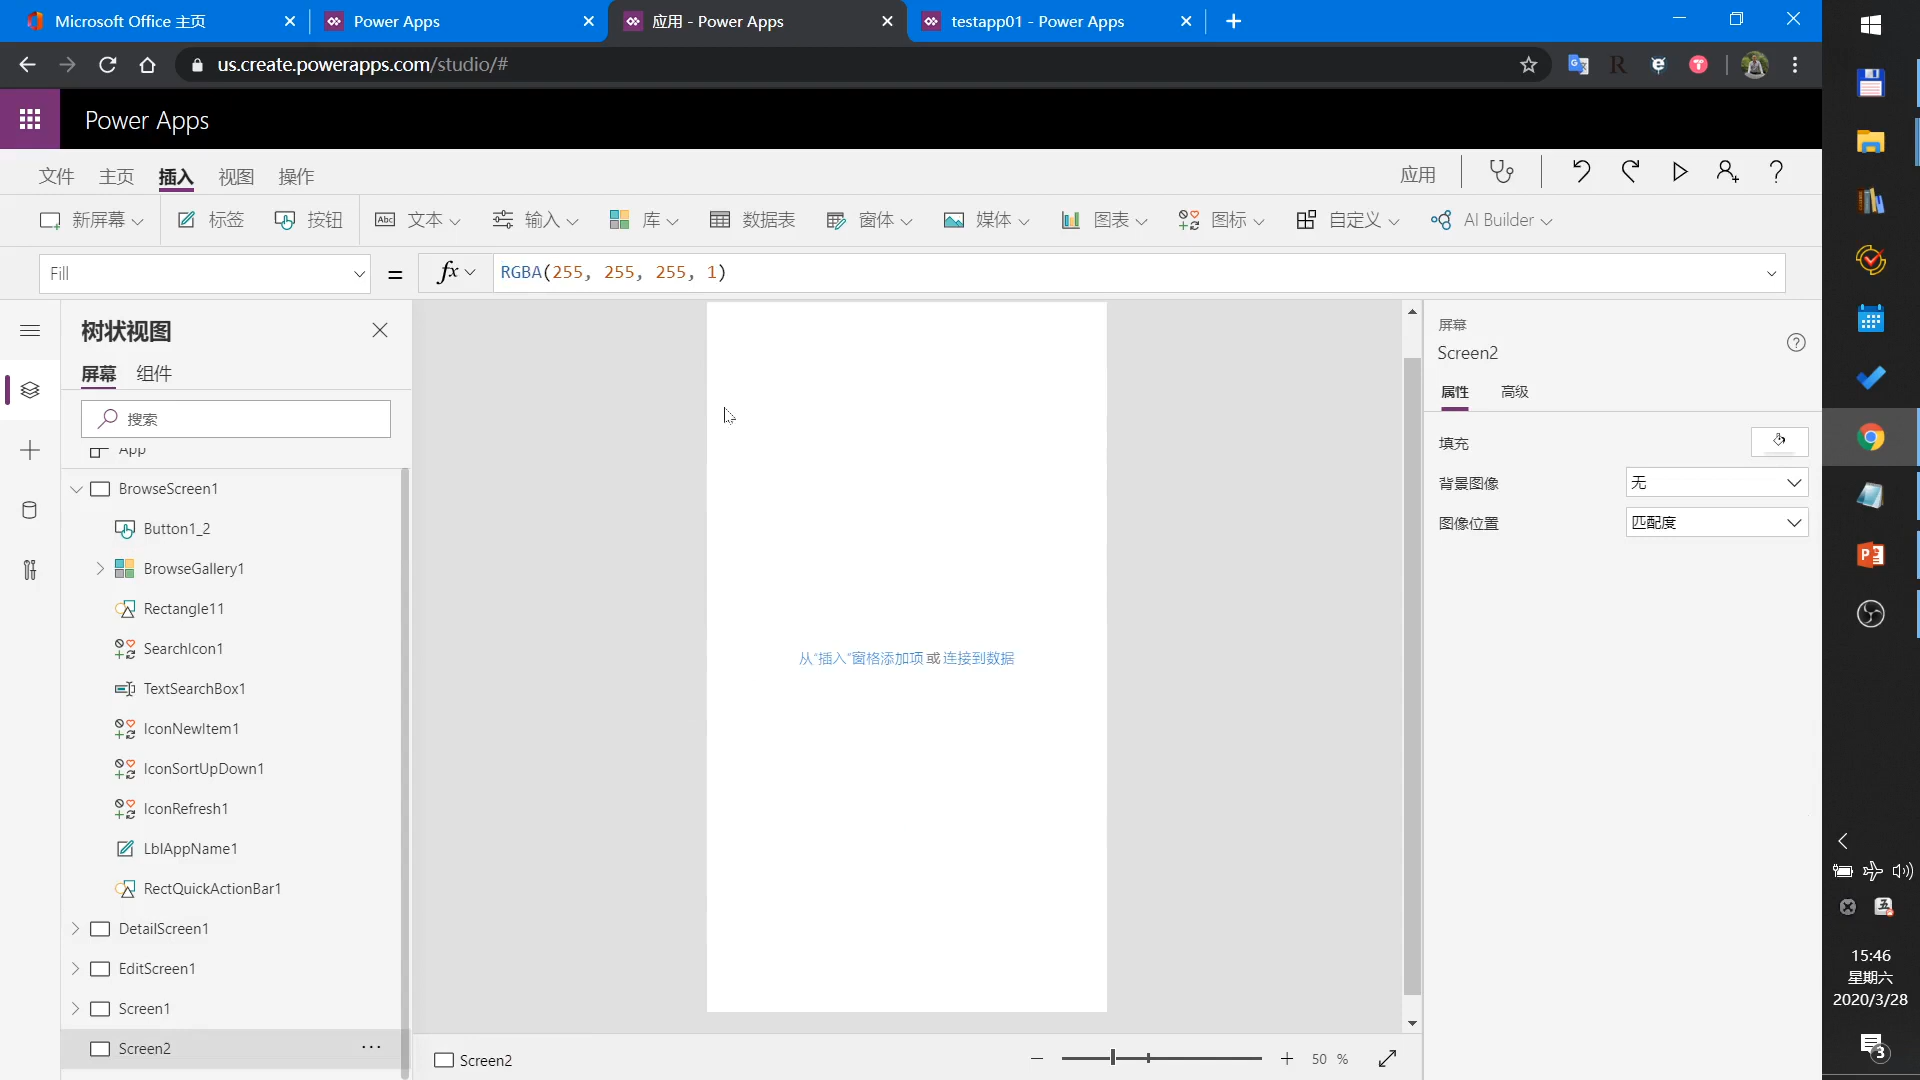 Microsoft Office 主页
Power Apps
应用 - Power Apps
testapp01 - Power Apps
us.create.powerapps.com/studio/#
Power Apps
文件 主页 插入 视图 操作
应用
新屏幕 标签 按钮 文本 输入 库 数据表 窗体 媒体 图表 图标 自定义 AI Builder
Fill = fx RGBA(255, 255, 255, 1)
树状视图
屏幕 组件
搜索
App
BrowseScreen1
Button1_2
BrowseGallery1
Rectangle11
SearchIcon1
TextSearchBox1
IconNewItem1
IconSortUpDown1
IconRefresh1
LblAppName1
RectQuickActionBar1
DetailScreen1
EditScreen1
Screen1
Screen2
从“插入”窗格添加项 或 连接到数据
Screen2
50 %
屏幕
Screen2
属性 高级
填充
背景图像 无
图像位置 匹配度
15:46
星期六
2020/3/28
3